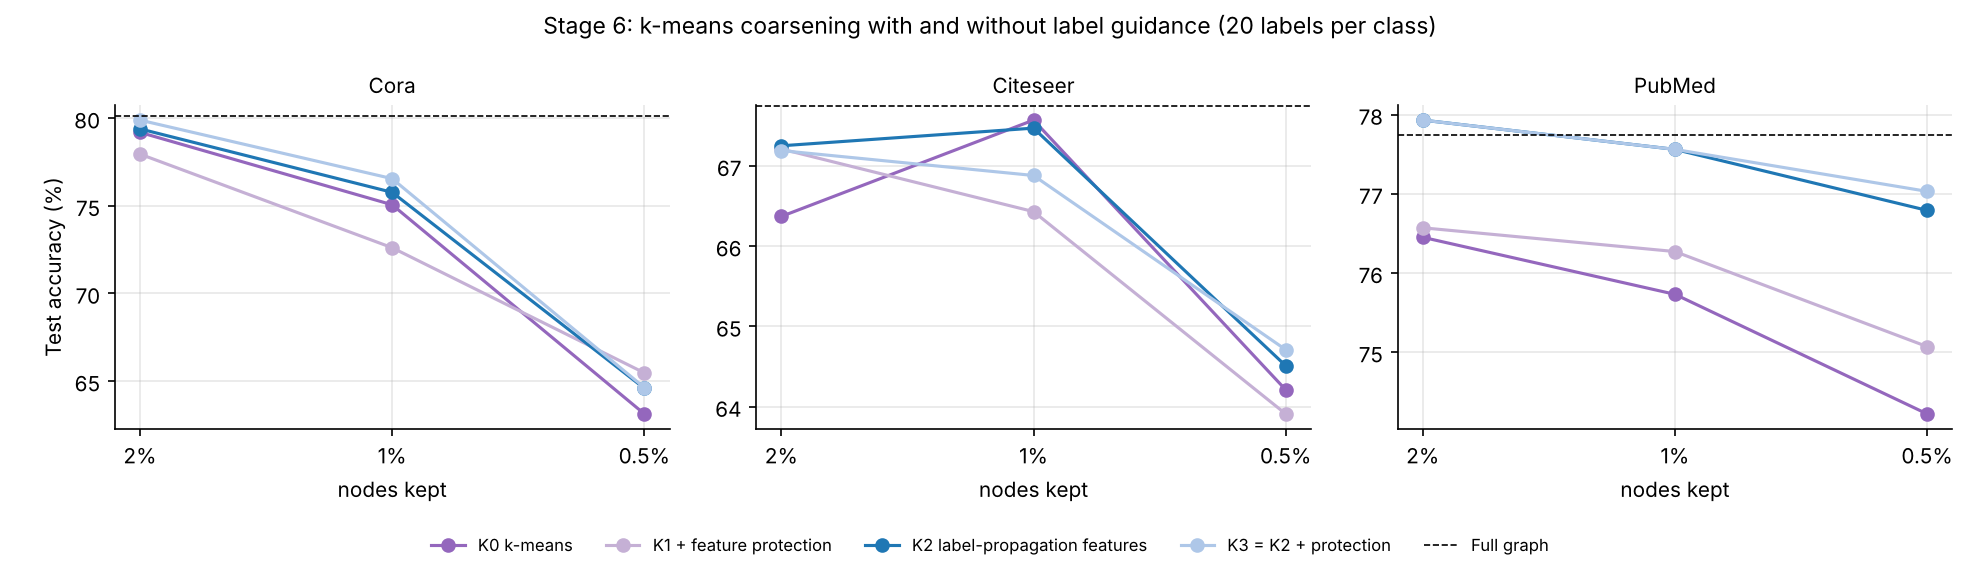 Stage 6: k-means coarsening with and without label guidance (20 labels per class)
Cora
Citeseer
PubMed
Test accuracy (%)
80
75
70
65
67
66
65
64
78
77
76
75
2%
1%
0.5%
2%
1%
0.5%
2%
1%
0.5%
nodes kept
nodes kept
nodes kept
K0 k-means
K1 + feature protection
K2 label-propagation features
K3 = K2 + protection
Full graph